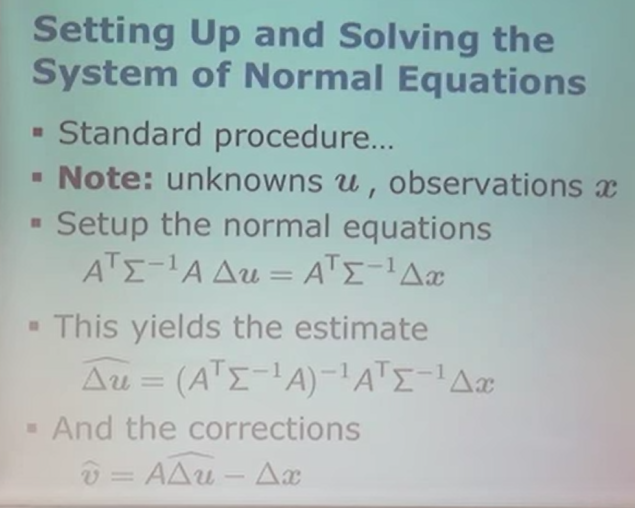 Setting Up and Solving the
System of Normal Equations
▪ Standard procedure...
▪ Note: unknowns u , observations x
▪ Setup the normal equations
AᵀΣ⁻¹A Δu = AᵀΣ⁻¹Δx
▪ This yields the estimate
Δû = (AᵀΣ⁻¹A)⁻¹AᵀΣ⁻¹Δx
▪ And the corrections
v̂ = AΔû − Δx